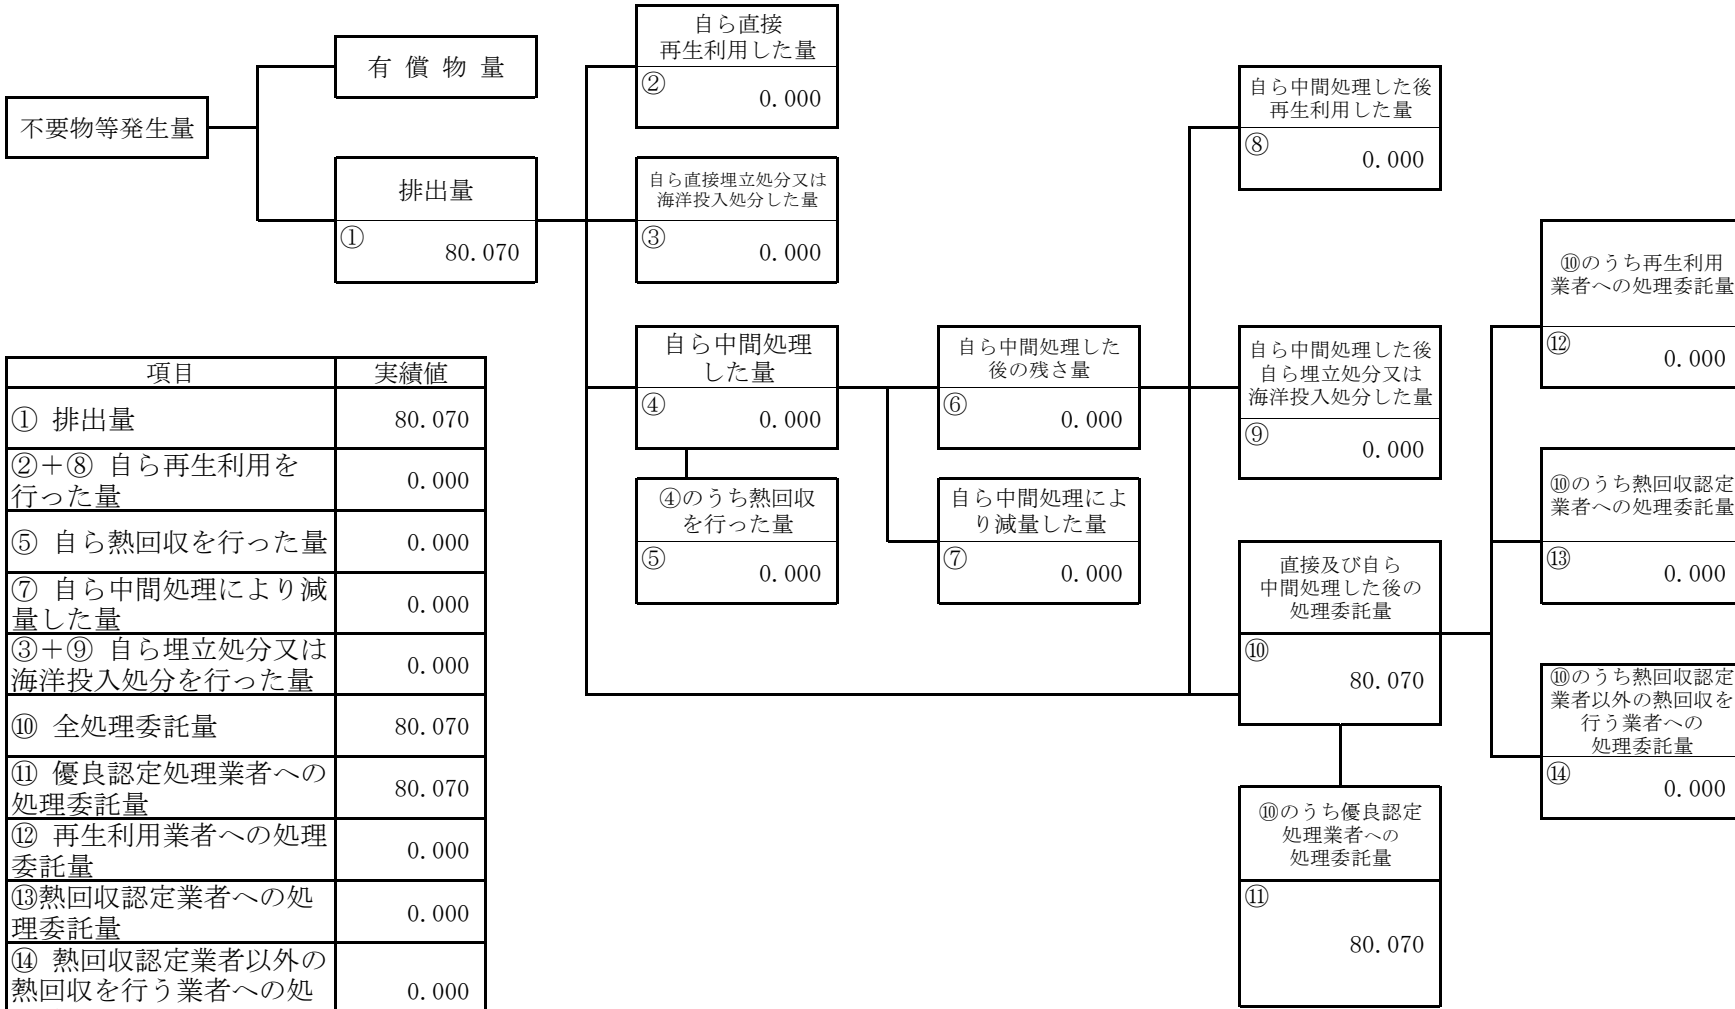 不要物等発生量
有 償 物 量
排出量
①
80.070
自ら直接
再生利用した量
②
0.000
自ら直接埋立処分又は
海洋投入処分した量
③
0.000
自ら中間処理
した量
④
0.000
④のうち熱回収
を行った量
⑤
0.000
自ら中間処理した
後の残さ量
⑥
0.000
自ら中間処理によ
り減量した量
⑦
0.000
自ら中間処理した後
再生利用した量
⑧
0.000
自ら中間処理した後
自ら埋立処分又は
海洋投入処分した量
⑨
0.000
直接及び自ら
中間処理した後の
処理委託量
⑩
80.070
⑩のうち優良認定
処理業者への
処理委託量
⑪
80.070
⑩のうち再生利用
業者への処理委託量
⑫
0.000
⑩のうち熱回収認定
業者への処理委託量
⑬
0.000
⑩のうち熱回収認定
業者以外の熱回収を
行う業者への
処理委託量
⑭
0.000
項目 実績値
① 排出量 80.070
②+⑧ 自ら再生利用を
行った量 0.000
⑤ 自ら熱回収を行った量 0.000
⑦ 自ら中間処理により減
量した量 0.000
③+⑨ 自ら埋立処分又は
海洋投入処分を行った量 0.000
⑩ 全処理委託量 80.070
⑪ 優良認定処理業者への
処理委託量 80.070
⑫ 再生利用業者への処理
委託量 0.000
⑬熱回収認定業者への処
理委託量 0.000
⑭ 熱回収認定業者以外の
熱回収を行う業者への処 0.000